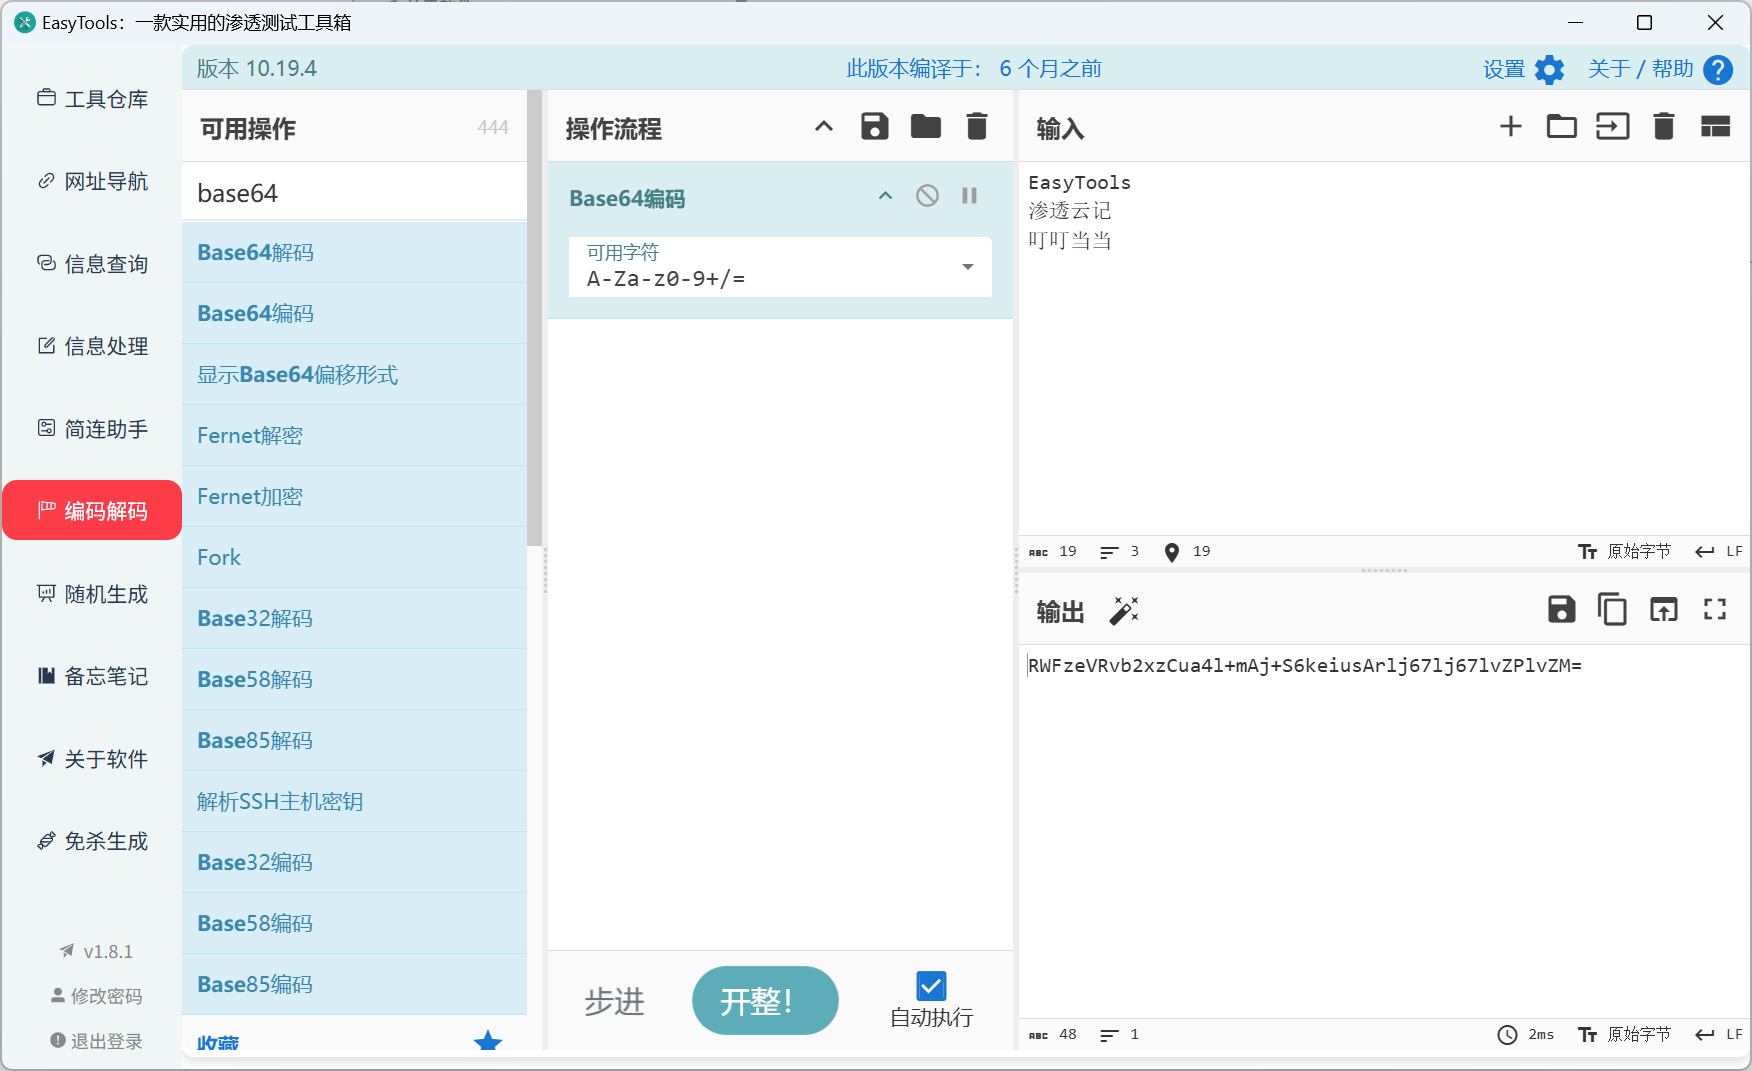 EasyTools：一款实用的渗透测试工具箱
工具仓库
网址导航
信息查询
信息处理
简连助手
编码解码
随机生成
备忘笔记
关于软件
免杀生成
v1.8.1
修改密码
退出登录
版本 10.19.4
此版本编译于： 6 个月之前
设置
关于 / 帮助
可用操作
444
base64
Base64解码
Base64编码
显示Base64偏移形式
Fernet解密
Fernet加密
Fork
Base32解码
Base58解码
Base85解码
解析SSH主机密钥
Base32编码
Base58编码
Base85编码
收藏
操作流程
Base64编码
可用字符
A-Za-z0-9+/=
步进
开整！
自动执行
输入
EasyTools
渗透云记
叮叮当当
ABC 19 3 19
原始字节 LF
输出
RWFzeVRvb2xzCua4l+mAj+S6keiusArlj67lj67lvZPlvZM=
ABC 48 1
2ms 原始字节 LF